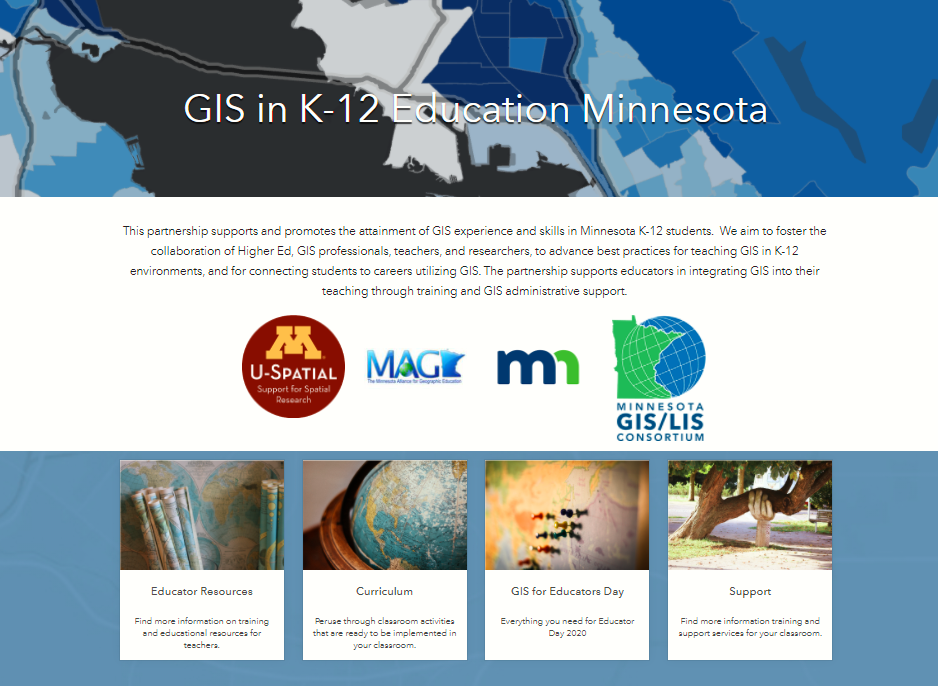 GIS in K-12 Education Minnesota
This partnership supports and promotes the attainment of GIS experience and skills in Minnesota K-12 students.  We aim to foster the
collaboration of Higher Ed, GIS professionals, teachers, and researchers, to advance best practices for teaching GIS in K-12
environments, and for connecting students to careers utilizing GIS. The partnership supports educators in integrating GIS into their
teaching through training and GIS administrative support.
M
U-SPATIAL
Support for Spatial
Research
MAGE
The Minnesota Alliance for Geographic Education
mn
MINNESOTA
GIS/LIS
CONSORTIUM
Educator Resources
Find more information on training
and educational resources for
teachers.
Curriculum
Peruse through classroom activities
that are ready to be implemented in
your classroom.
GIS for Educators Day
Everything you need for Educator
Day 2020
Support
Find more information training and
support services for your classroom.